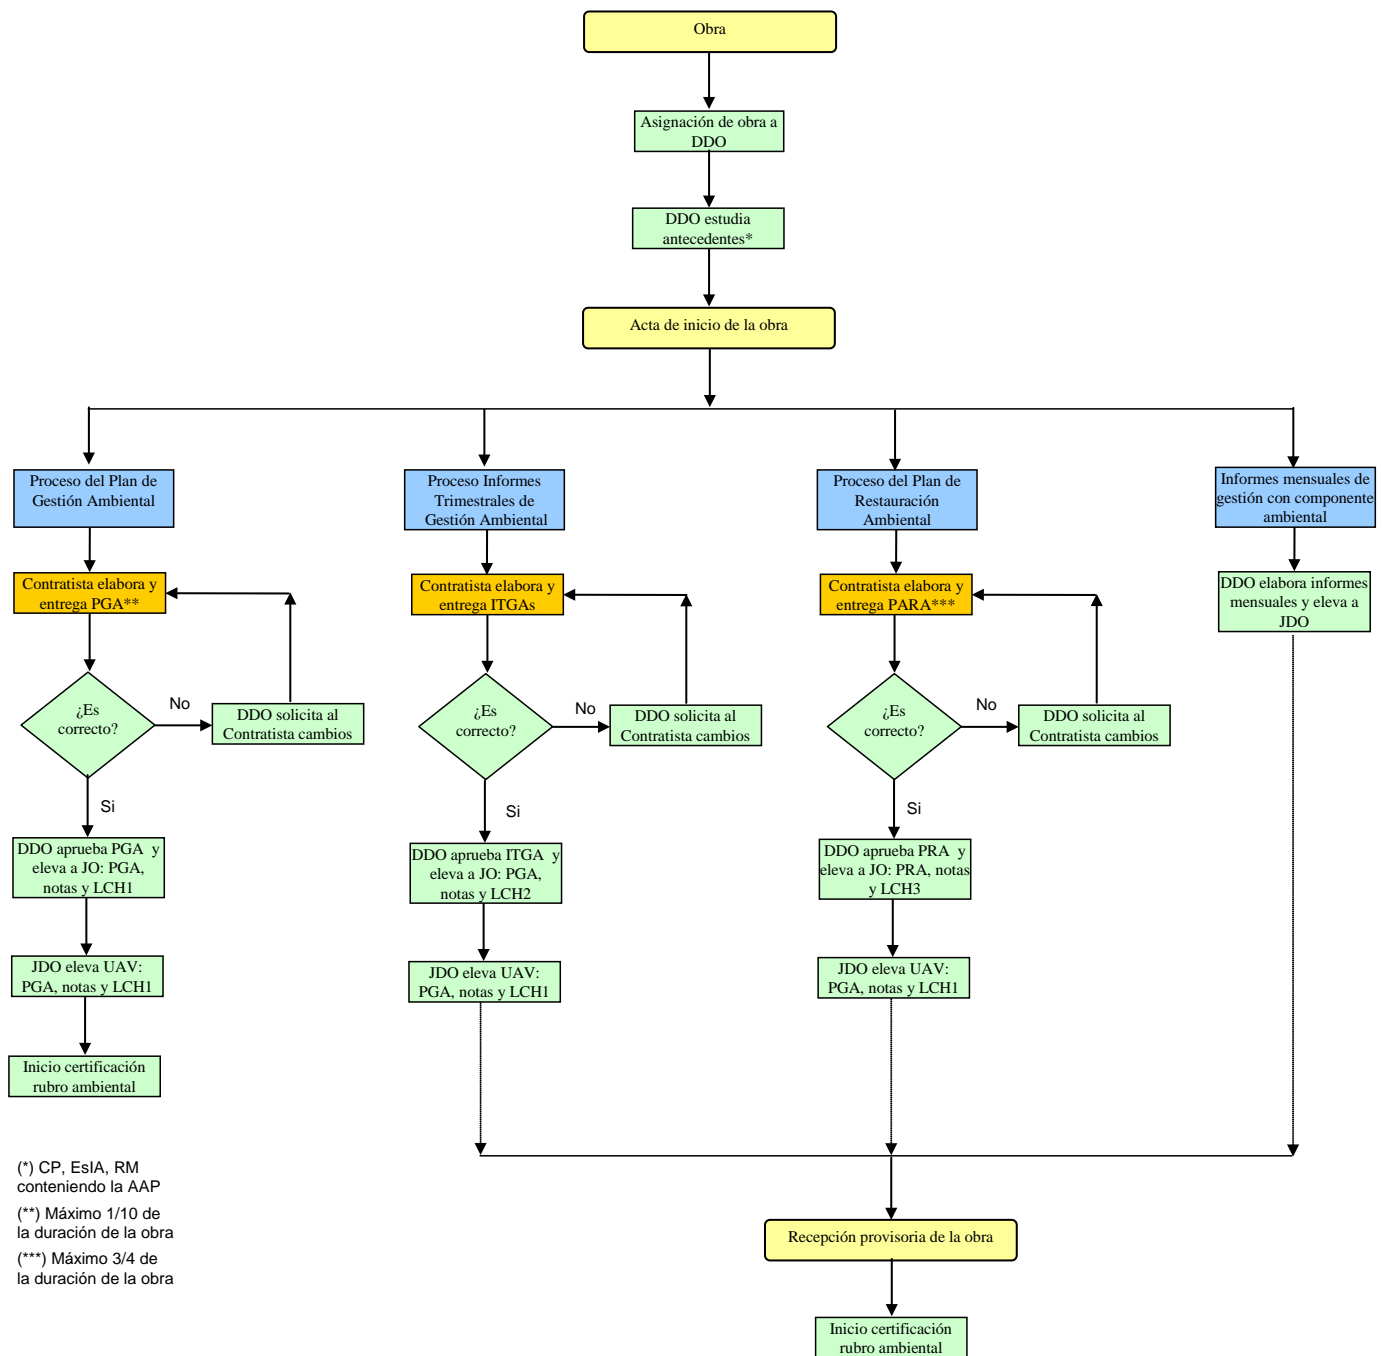 Obra
Asignación de obra a
DDO
DDO estudia
antecedentes*
Acta de inicio de la obra
Proceso del Plan de
Gestión Ambiental
Proceso Informes
Trimestrales de
Gestión Ambiental
Proceso del Plan de
Restauración
Ambiental
Informes mensuales de
gestión con componente
ambiental
Contratista elabora y
entrega PGA**
Contratista elabora y
entrega ITGAs
Contratista elabora y
entrega PARA***
DDO elabora informes
mensuales y eleva a
JDO
¿Es
correcto?
No
DDO solicita al
Contratista cambios
¿Es
correcto?
No
DDO solicita al
Contratista cambios
¿Es
correcto?
No
DDO solicita al
Contratista cambios
Si
Si
Si
DDO aprueba PGA y
eleva a JO: PGA,
notas y LCH1
DDO aprueba ITGA y
eleva a JO: PGA,
notas y LCH2
DDO aprueba PRA y
eleva a JO: PRA, notas
y LCH3
JDO eleva UAV:
PGA, notas y LCH1
JDO eleva UAV:
PGA, notas y LCH1
JDO eleva UAV:
PGA, notas y LCH1
Inicio certificación
rubro ambiental
(*) CP, EsIA, RM
conteniendo la AAP
(**) Máximo 1/10 de
la duración de la obra
(***) Máximo 3/4 de
la duración de la obra
Recepción provisoria de la obra
Inicio certificación
rubro ambiental